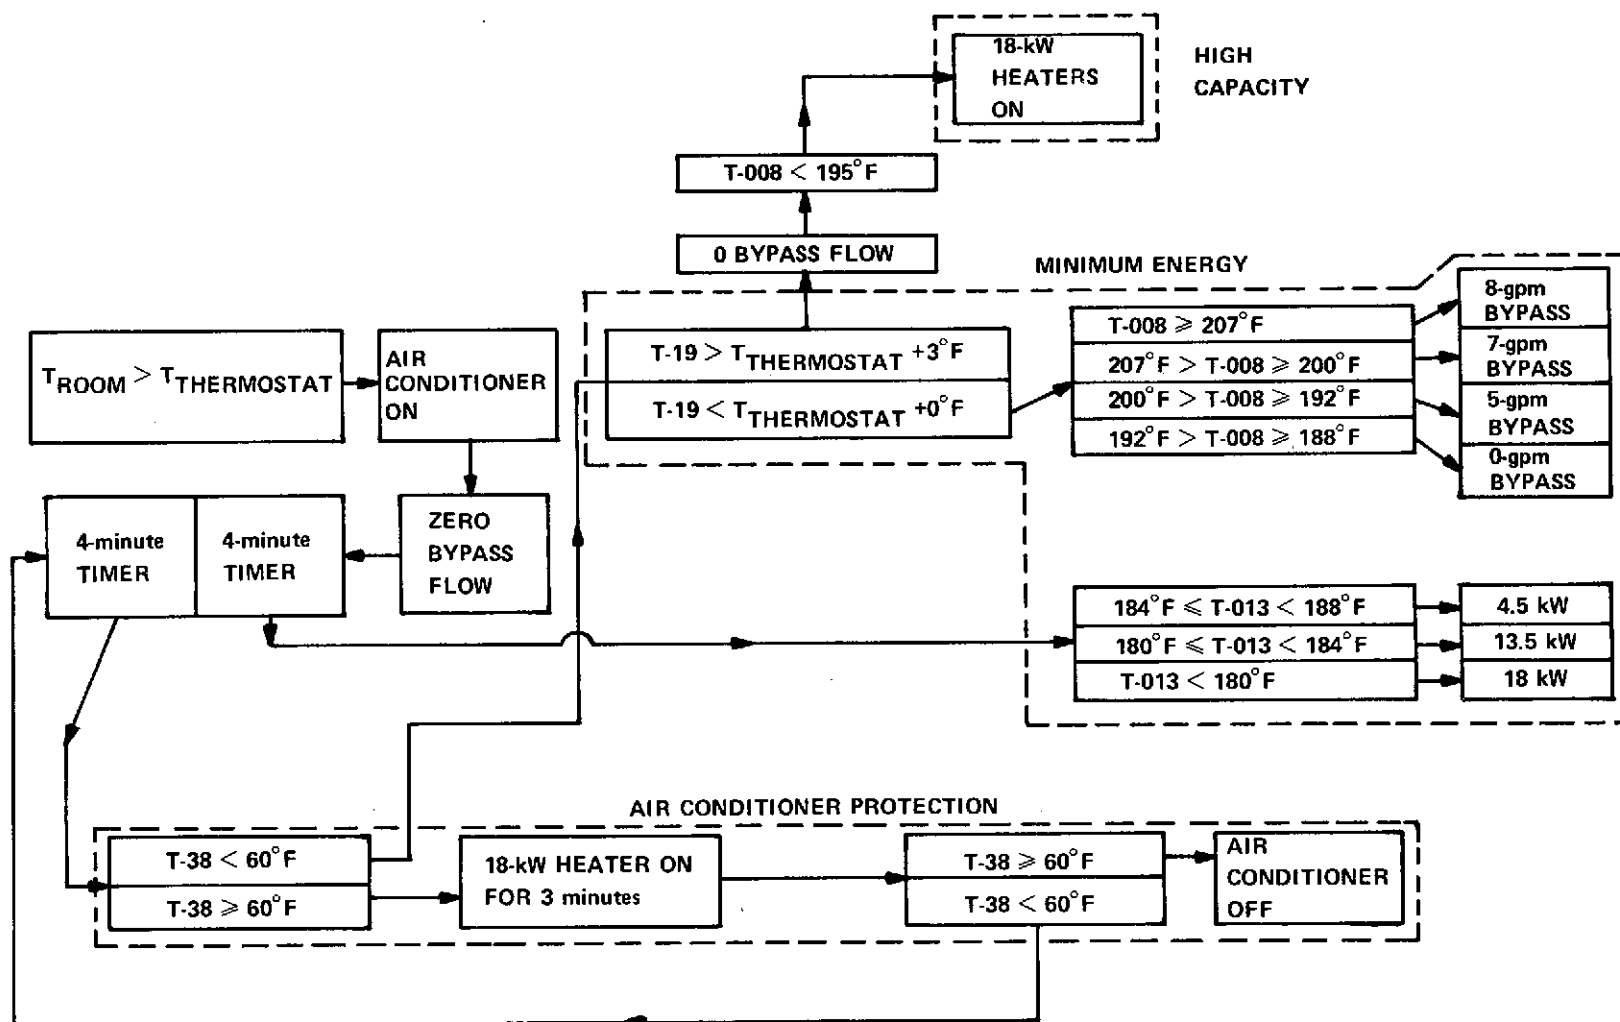 18-kW
HEATERS
ON
HIGH
CAPACITY
T-008 < 195°F
0 BYPASS FLOW
MINIMUM ENERGY
T-19 > T THERMOSTAT +3°F
T-19 < T THERMOSTAT +0°F
T-008 ⩾ 207°F
207°F > T-008 ⩾ 200°F
200°F > T-008 ⩾ 192°F
192°F > T-008 ⩾ 188°F
8-gpm
BYPASS
7-gpm
BYPASS
5-gpm
BYPASS
0-gpm
BYPASS
T ROOM > T THERMOSTAT
AIR
CONDITIONER
ON
ZERO
BYPASS
FLOW
4-minute
TIMER
4-minute
TIMER
184°F ⩽ T-013 < 188°F
4.5 kW
180°F ⩽ T-013 < 184°F
13.5 kW
T-013 < 180°F
18 kW
AIR CONDITIONER PROTECTION
T-38 < 60°F
T-38 ⩾ 60°F
18-kW HEATER ON
FOR 3 minutes
T-38 ⩾ 60°F
T-38 < 60°F
AIR
CONDITIONER
OFF